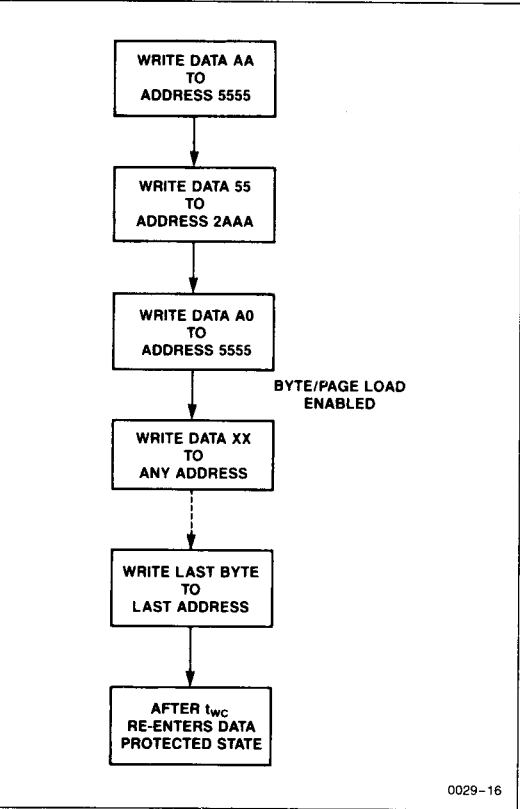 WRITE DATA AA
TO
ADDRESS 5555
WRITE DATA 55
TO
ADDRESS 2AAA
WRITE DATA A0
TO
ADDRESS 5555
BYTE/PAGE LOAD
ENABLED
WRITE DATA XX
TO
ANY ADDRESS
WRITE LAST BYTE
TO
LAST ADDRESS
AFTER tWC
RE-ENTERS DATA
PROTECTED STATE
0029–16